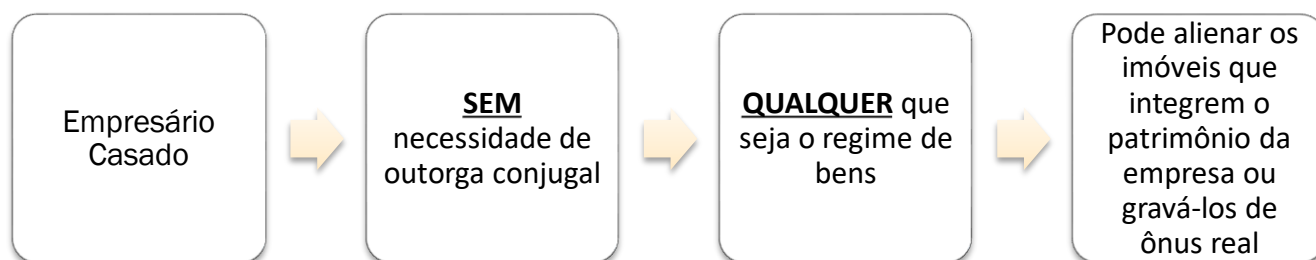 Empresário
Casado
SEM
necessidade de
outorga conjugal
QUALQUER que
seja o regime de
bens
Pode alienar os
imóveis que
integrem o
patrimônio da
empresa ou
gravá-los de
ônus real